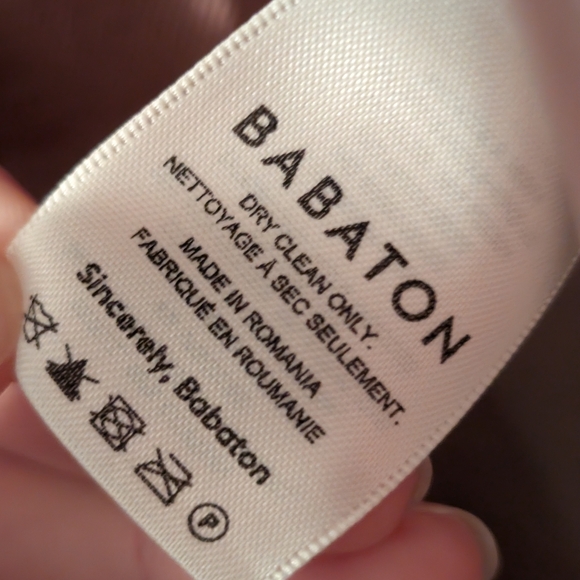 BABATON
DRY CLEAN ONLY.
NETTOYAGE À SEC SEULEMENT.
MADE IN ROMANIA
FABRIQUÉ EN ROUMANIE
Sincerely, Babaton
P